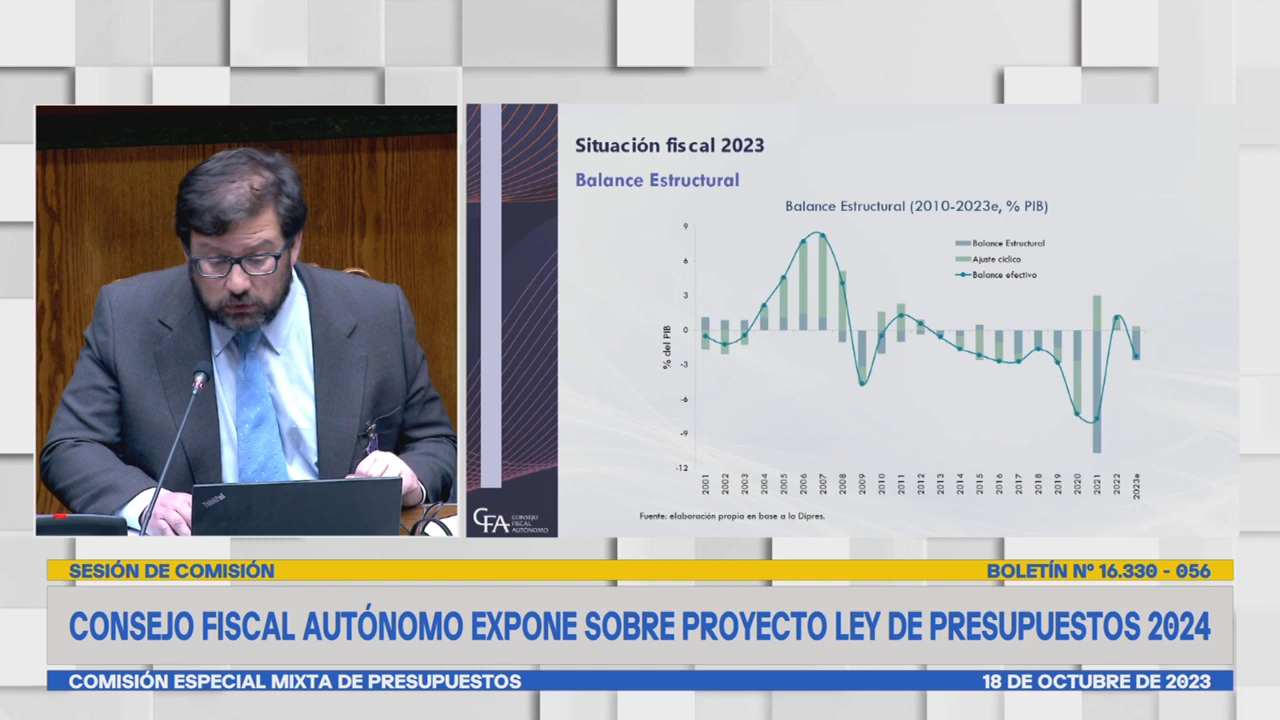 Situación fiscal 2023
Balance Estructural
Balance Estructural (2010-2023e, % PIB)
9
6
3
0
-3
-6
-9
-12
% del PIB
Balance Estructural
Ajuste cíclico
Balance efectivo
2001 2002 2003 2004 2005 2006 2007 2008 2009 2010 2011 2012 2013 2014 2015 2016 2017 2018 2019 2020 2021 2022 2023e
Fuente: elaboración propia en base a la Dipres.
CFA CONSEJO
FISCAL
AUTÓNOMO
ThinkPad
SESIÓN DE COMISIÓN
BOLETÍN N° 16.330 - 056
CONSEJO FISCAL AUTÓNOMO EXPONE SOBRE PROYECTO LEY DE PRESUPUESTOS 2024
COMISIÓN ESPECIAL MIXTA DE PRESUPUESTOS
18 DE OCTUBRE DE 2023